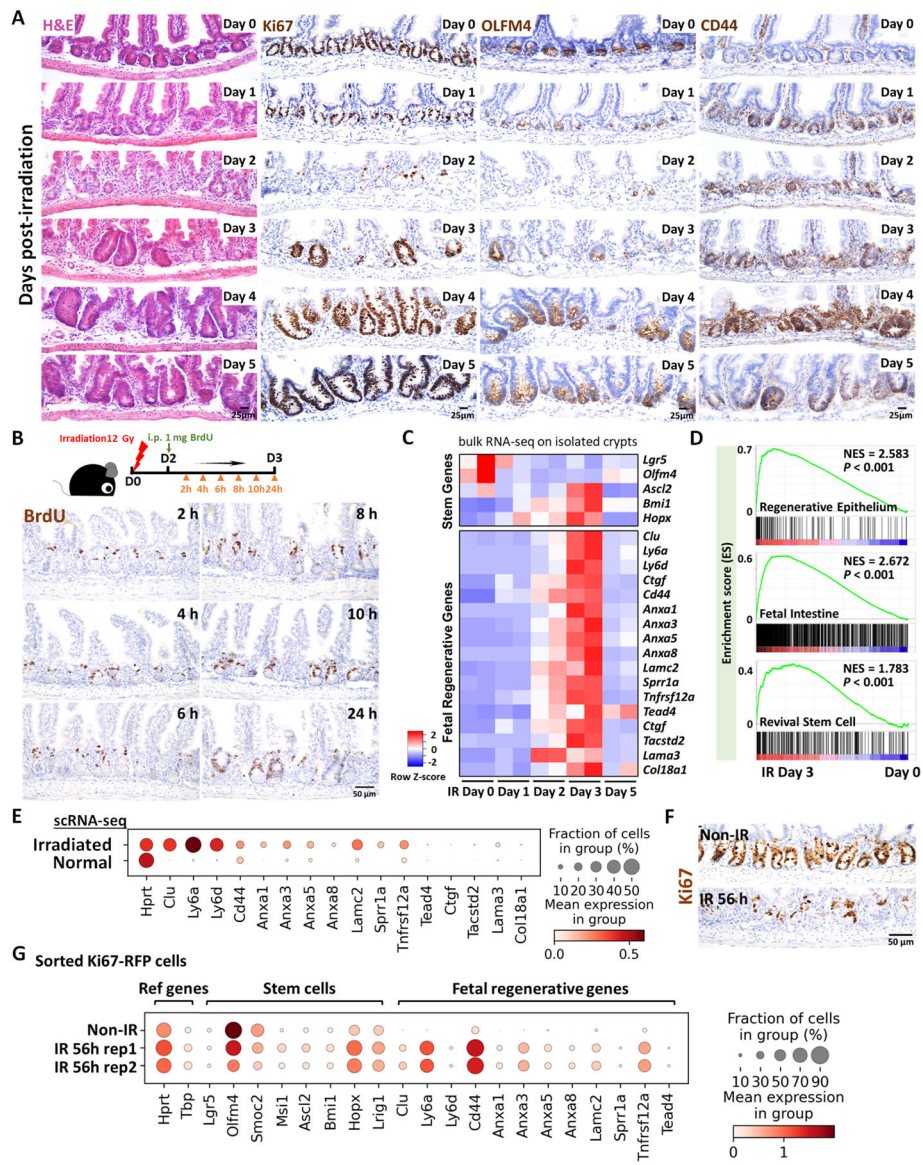 A
H&E
Ki67
OLFM4
CD44
Days post-irradiation
Day 0
Day 0
Day 0
Day 0
Day 1
Day 1
Day 1
Day 1
Day 2
Day 2
Day 2
Day 2
Day 3
Day 3
Day 3
Day 3
Day 4
Day 4
Day 4
Day 4
Day 5
Day 5
Day 5
Day 5
25μm
25μm
25μm
25μm
B
Irradiation12 Gy
i.p. 1 mg BrdU
D0
D2
D3
2h 4h 6h 8h 10h 24h
BrdU
2 h
8 h
4 h
10 h
6 h
24 h
50 μm
C
bulk RNA-seq on isolated crypts
Stem Genes
Lgr5
Olfm4
Ascl2
Bmi1
Hopx
Fetal Regenerative Genes
Clu
Ly6a
Ly6d
Ctgf
Cd44
Anxa1
Anxa3
Anxa5
Anxa8
Lamc2
Sprr1a
Tnfrsf12a
Tead4
Ctgf
Tacstd2
Lama3
Col18a1
2
1
0
-1
-2
Row Z-score
IR Day 0 Day 1 Day 2 Day 3 Day 5
D
Enrichment score (ES)
0.7
NES = 2.583
P < 0.001
0
Regenerative Epithelium
0.6
NES = 2.672
P < 0.001
0
Fetal Intestine
0.4
NES = 1.783
P < 0.001
0
Revival Stem Cell
IR Day 3 Day 0
E
scRNA-seq
Irradiated
Normal
Hprt Clu Ly6a Ly6d Cd44 Anxa1 Anxa3 Anxa5 Anxa8 Lamc2 Sprr1a Tnfrsf12a Tead4 Ctgf Tacstd2 Lama3 Col18a1
Fraction of cells
in group (%)
10 20 30 40 50
Mean expression
in group
0.0 0.5
F
Ki67
Non-IR
IR 56h
50 μm
G
Sorted Ki67-RFP cells
Ref genes Stem cells Fetal regenerative genes
Non-IR
IR 56h rep1
IR 56h rep2
Hprt Tbp Lgr5 Olfm4 Smoc2 Msi1 Ascl2 Bmi1 Hopx Lrig1 Clu Ly6a Ly6d Cd44 Anxa1 Anxa3 Anxa5 Anxa8 Lamc2 Sprr1a Tnfrsf12a Tead4
Fraction of cells
in group (%)
10 30 50 70 90
Mean expression
in group
0 1